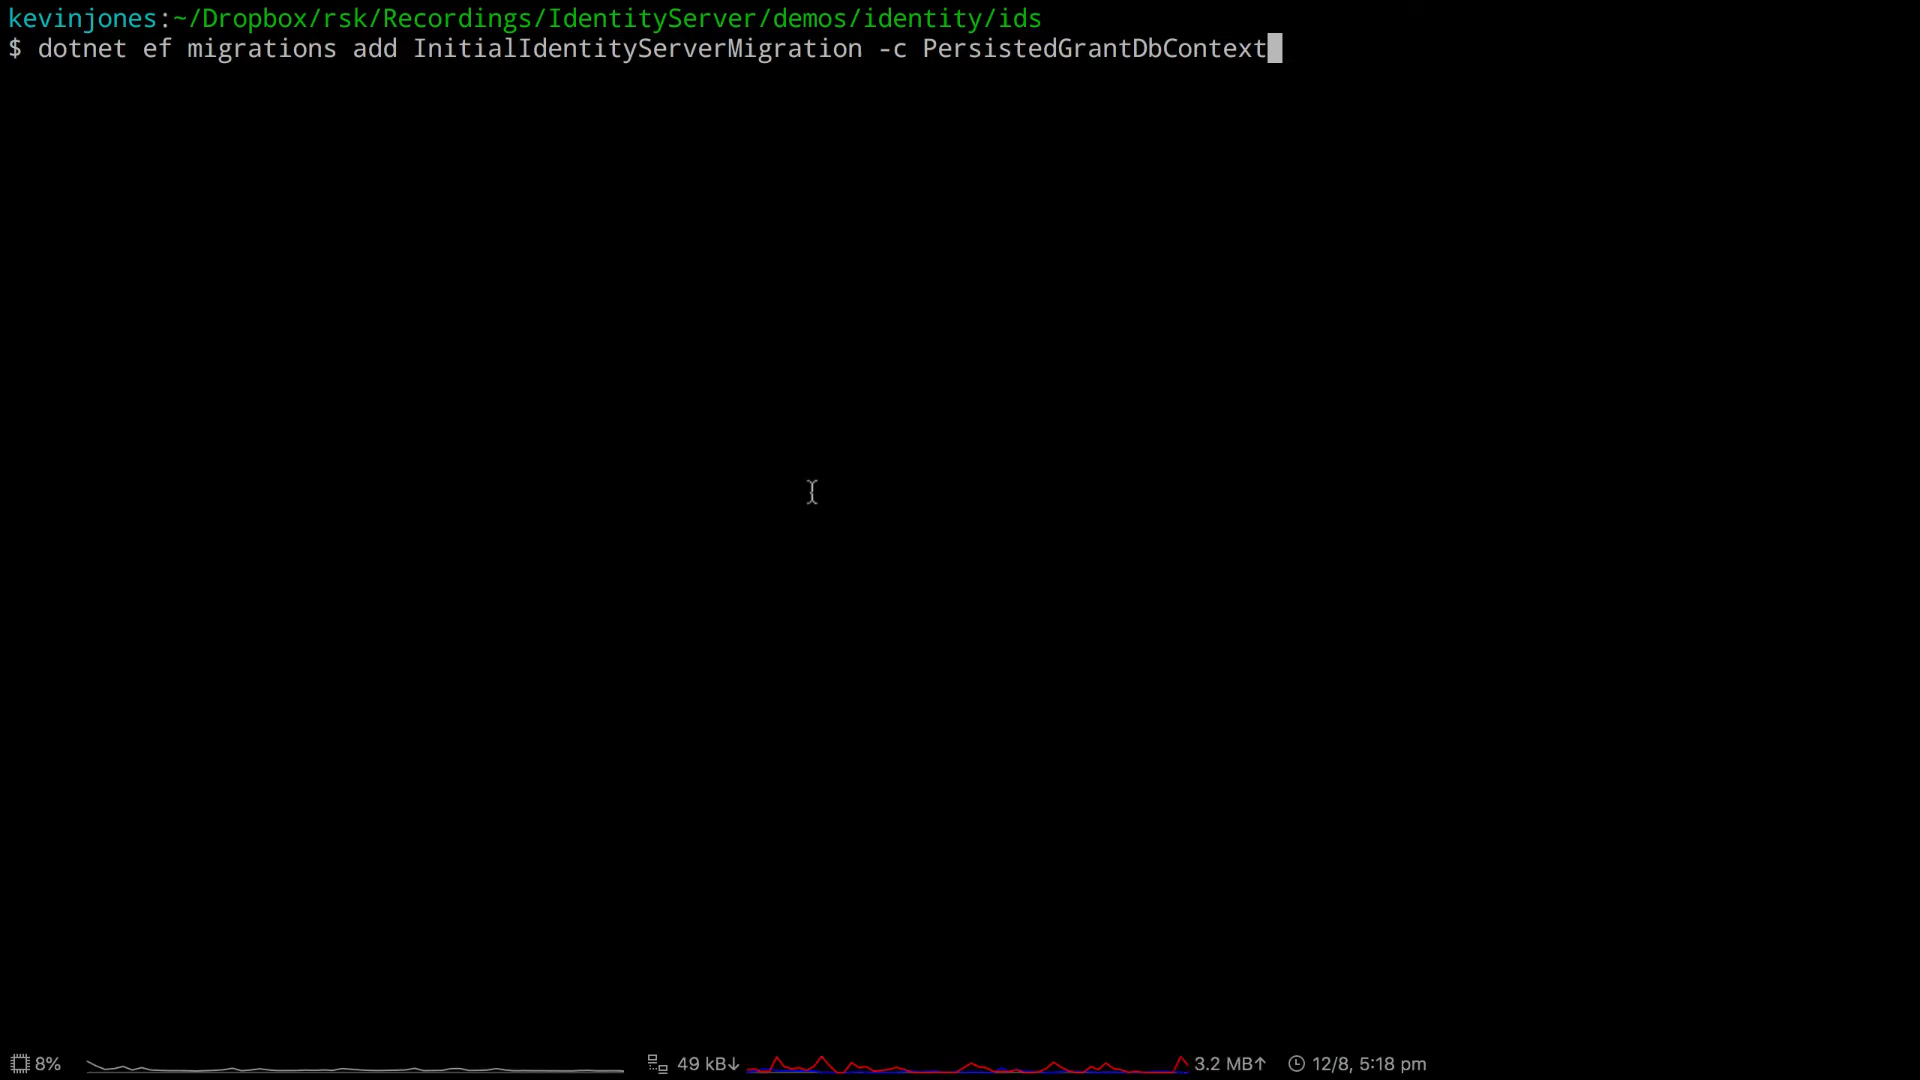 kevinjones:~/Dropbox/rsk/Recordings/IdentityServer/demos/identity/ids
$ dotnet ef migrations add InitialIdentityServerMigration -c PersistedGrantDbContext
8% 49 kB↓ 3.2 MB↑ 12/8, 5:18 pm